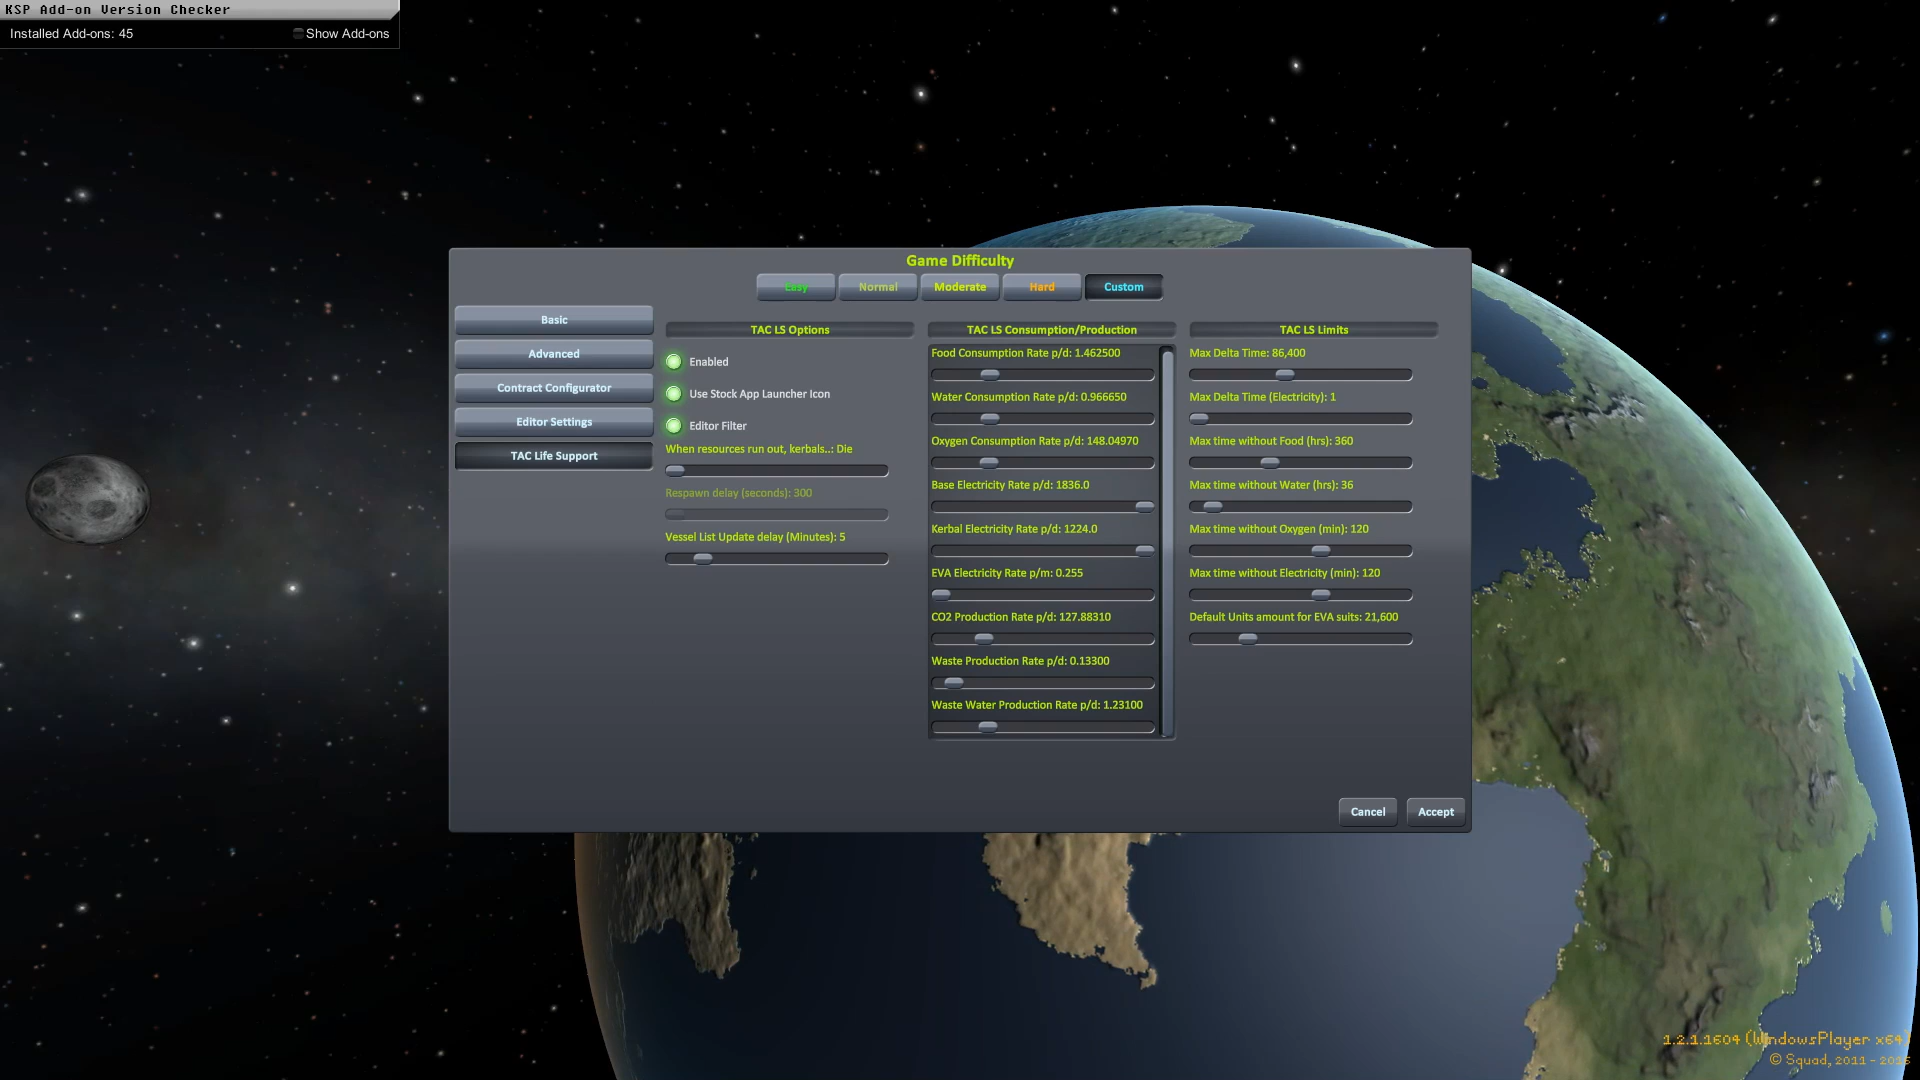 KSP Add-on Version Checker
Installed Add-ons: 45
Show Add-ons
Game Difficulty
Easy
Normal
Moderate
Hard
Custom
Basic
Advanced
Contract Configurator
Editor Settings
TAC Life Support
TAC LS Options
Enabled
Use Stock App Launcher Icon
Editor Filter
When resources run out, kerbals..: Die
Respawn delay (seconds): 300
Vessel List Update delay (Minutes): 5
TAC LS Consumption/Production
Food Consumption Rate p/d: 1.462500
Water Consumption Rate p/d: 0.966650
Oxygen Consumption Rate p/d: 148.04970
Base Electricity Rate p/d: 1836.0
Kerbal Electricity Rate p/d: 1224.0
EVA Electricity Rate p/m: 0.255
CO2 Production Rate p/d: 127.88310
Waste Production Rate p/d: 0.13300
Waste Water Production Rate p/d: 1.23100
TAC LS Limits
Max Delta Time: 86,400
Max Delta Time (Electricity): 1
Max time without Food (hrs): 360
Max time without Water (hrs): 36
Max time without Oxygen (min): 120
Max time without Electricity (min): 120
Default Units amount for EVA suits: 21,600
Cancel
Accept
1.2.1.1604 (WindowsPlayer x64)
© Squad, 2011 - 2016